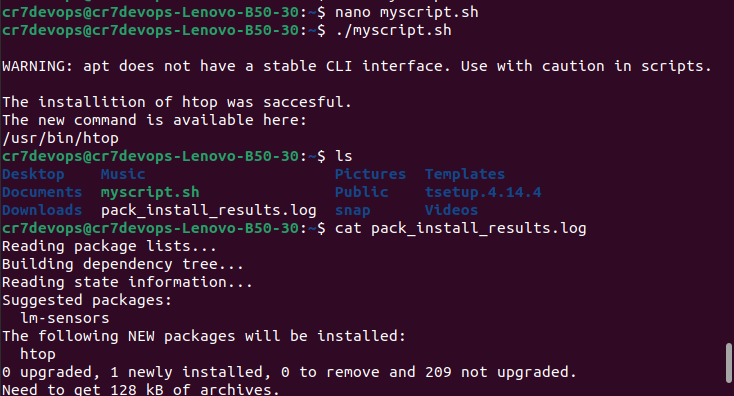 cr7devops@cr7devops-Lenovo-B50-30:~$ nano myscript.sh
cr7devops@cr7devops-Lenovo-B50-30:~$ ./myscript.sh
WARNING: apt does not have a stable CLI interface. Use with caution in scripts.
The installition of htop was saccesful.
The new command is available here:
/usr/bin/htop
cr7devops@cr7devops-Lenovo-B50-30:~$ ls
Desktop Music Pictures Templates
Documents myscript.sh Public tsetup.4.14.4
Downloads pack_install_results.log snap Videos
cr7devops@cr7devops-Lenovo-B50-30:~$ cat pack_install_results.log
Reading package lists...
Building dependency tree...
Reading state information...
Suggested packages:
lm-sensors
The following NEW packages will be installed:
htop
0 upgraded, 1 newly installed, 0 to remove and 209 not upgraded.
Need to get 128 kB of archives.